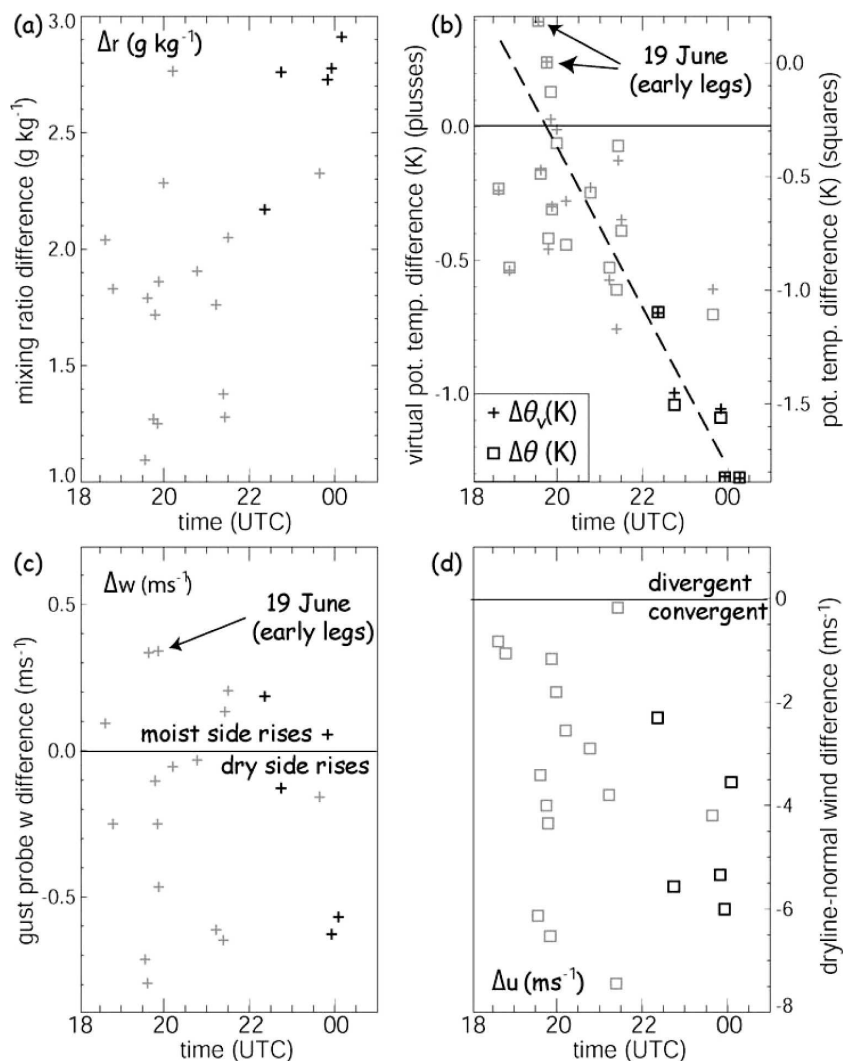 (a)
Δr (g kg⁻¹)
mixing ratio difference (g kg⁻¹)
3.0
2.5
2.0
1.5
1.0
18 20 22 00
time (UTC)
(b)
19 June
(early legs)
virtual pot. temp. difference (K) (plusses)
0.0
-0.5
-1.0
pot. temp. difference (K) (squares)
0.0
-0.5
-1.0
-1.5
+ Δθᵥ(K)
□ Δθ (K)
18 20 22 00
time (UTC)
(c)
Δw (ms⁻¹)
19 June
(early legs)
moist side rises
dry side rises
gust probe w difference (ms⁻¹)
0.5
0.0
-0.5
18 20 22 00
time (UTC)
(d)
divergent
convergent
dryline-normal wind difference (ms⁻¹)
0
-2
-4
-6
-8
Δu (ms⁻¹)
18 20 22 00
time (UTC)